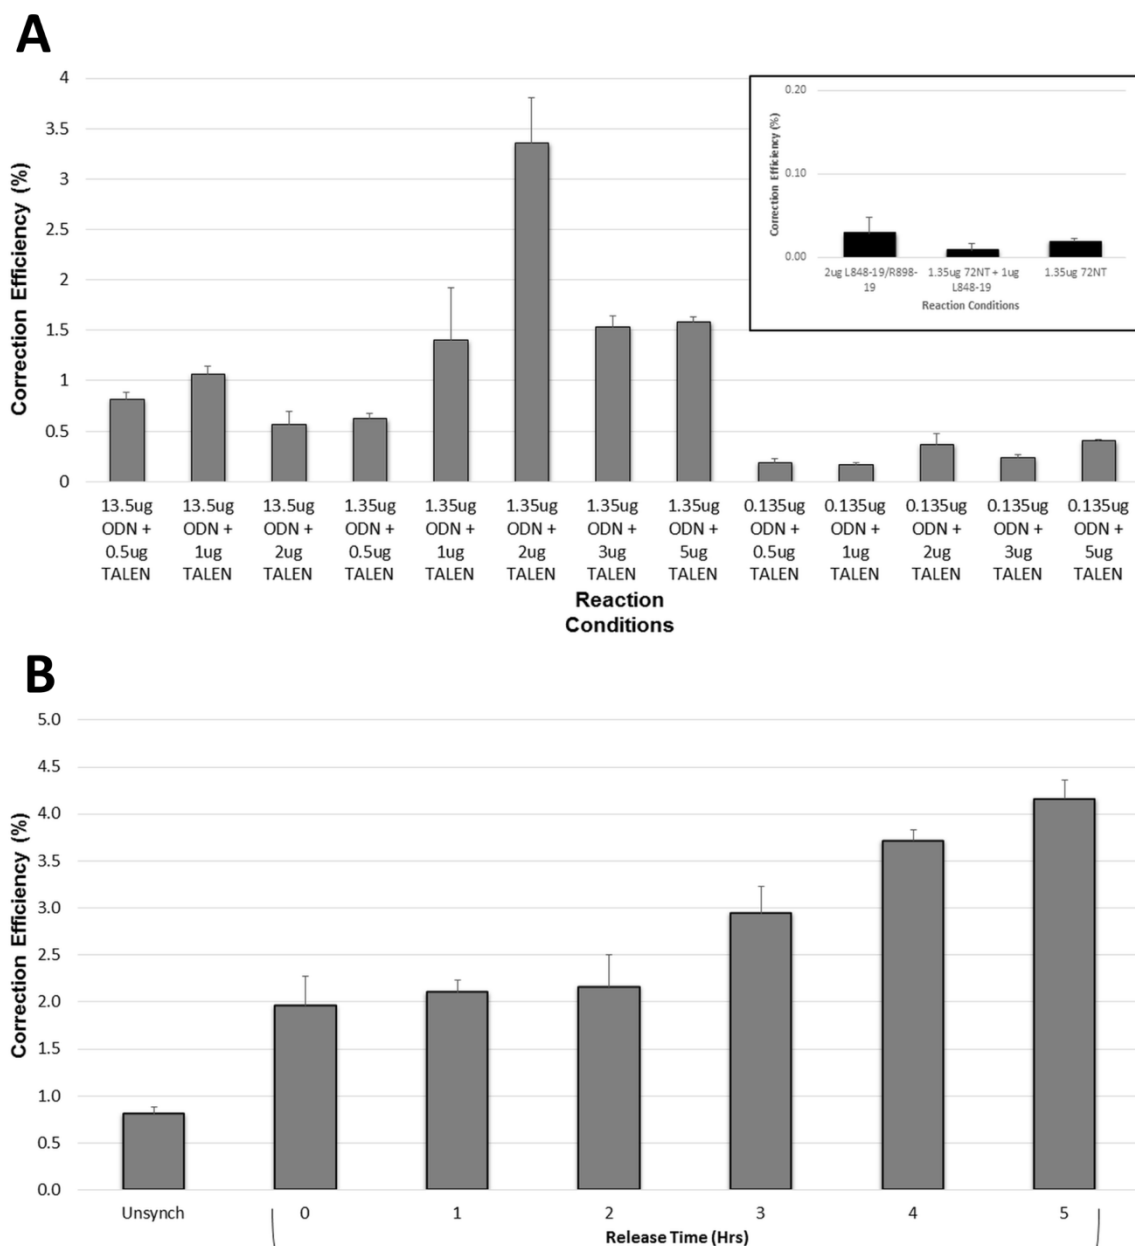 A
4
3.5
3
2.5
2
1.5
1
0.5
0
Correction Efficiency (%)
13.5ug ODN + 0.5ug TALEN
13.5ug ODN + 1ug TALEN
13.5ug ODN + 2ug TALEN
1.35ug ODN + 0.5ug TALEN
1.35ug ODN + 1ug TALEN
1.35ug ODN + 2ug TALEN
1.35ug ODN + 3ug TALEN
1.35ug ODN + 5ug TALEN
0.135ug ODN + 0.5ug TALEN
0.135ug ODN + 1ug TALEN
0.135ug ODN + 2ug TALEN
0.135ug ODN + 3ug TALEN
0.135ug ODN + 5ug TALEN
Reaction
Conditions
0.20
0.10
0.00
Correction Efficiency (%)
2ug L848-19/R898-
19
1.35ug 72NT + 1ug
L848-19
1.35ug 72NT
Reaction Conditions
B
5.0
4.5
4.0
3.5
3.0
2.5
2.0
1.5
1.0
0.5
0.0
Correction Efficiency (%)
Unsynch 0 1 2 3 4 5
Release Time (Hrs)